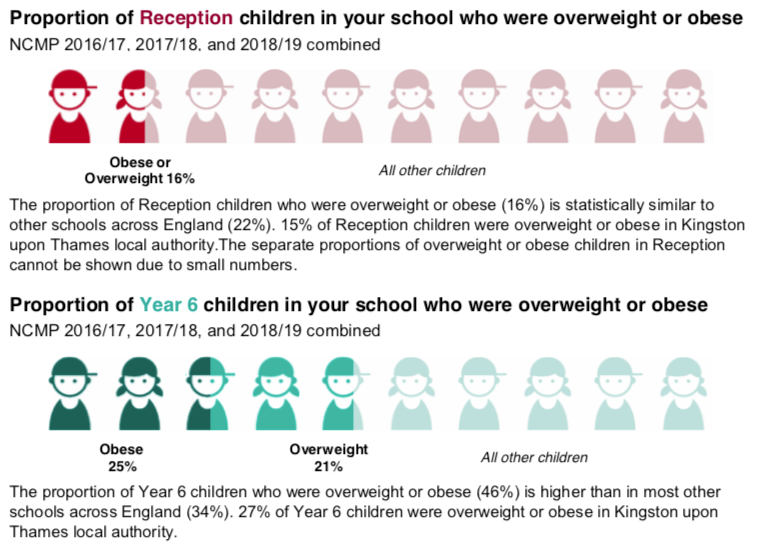 Proportion of Reception children in your school who were overweight or obese
NCMP 2016/17, 2017/18, and 2018/19 combined
Obese or
Overweight 16%
All other children
The proportion of Reception children who were overweight or obese (16%) is statistically similar to
other schools across England (22%). 15% of Reception children were overweight or obese in Kingston
upon Thames local authority.The separate proportions of overweight or obese children in Reception
cannot be shown due to small numbers.
Proportion of Year 6 children in your school who were overweight or obese
NCMP 2016/17, 2017/18, and 2018/19 combined
Obese
25%
Overweight
21%
All other children
The proportion of Year 6 children who were overweight or obese (46%) is higher than in most other
schools across England (34%). 27% of Year 6 children were overweight or obese in Kingston upon
Thames local authority.